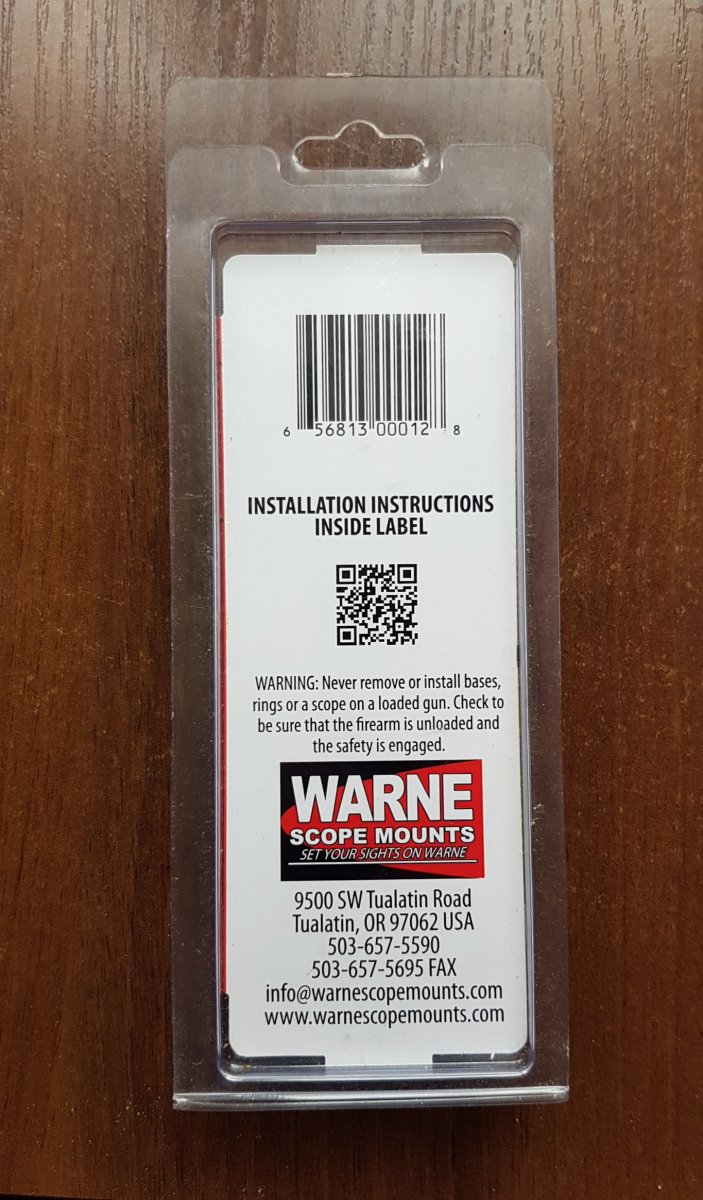 6 56813 00012 8
INSTALLATION INSTRUCTIONS
INSIDE LABEL
WARNING: Never remove or install bases,
rings or a scope on a loaded gun. Check to
be sure that the firearm is unloaded and
the safety is engaged.
WARNE
SCOPE MOUNTS
SET YOUR SIGHTS ON WARNE
9500 SW Tualatin Road
Tualatin, OR 97062 USA
503-657-5590
503-657-5695 FAX
info@warnescopemounts.com
www.warnescopemounts.com